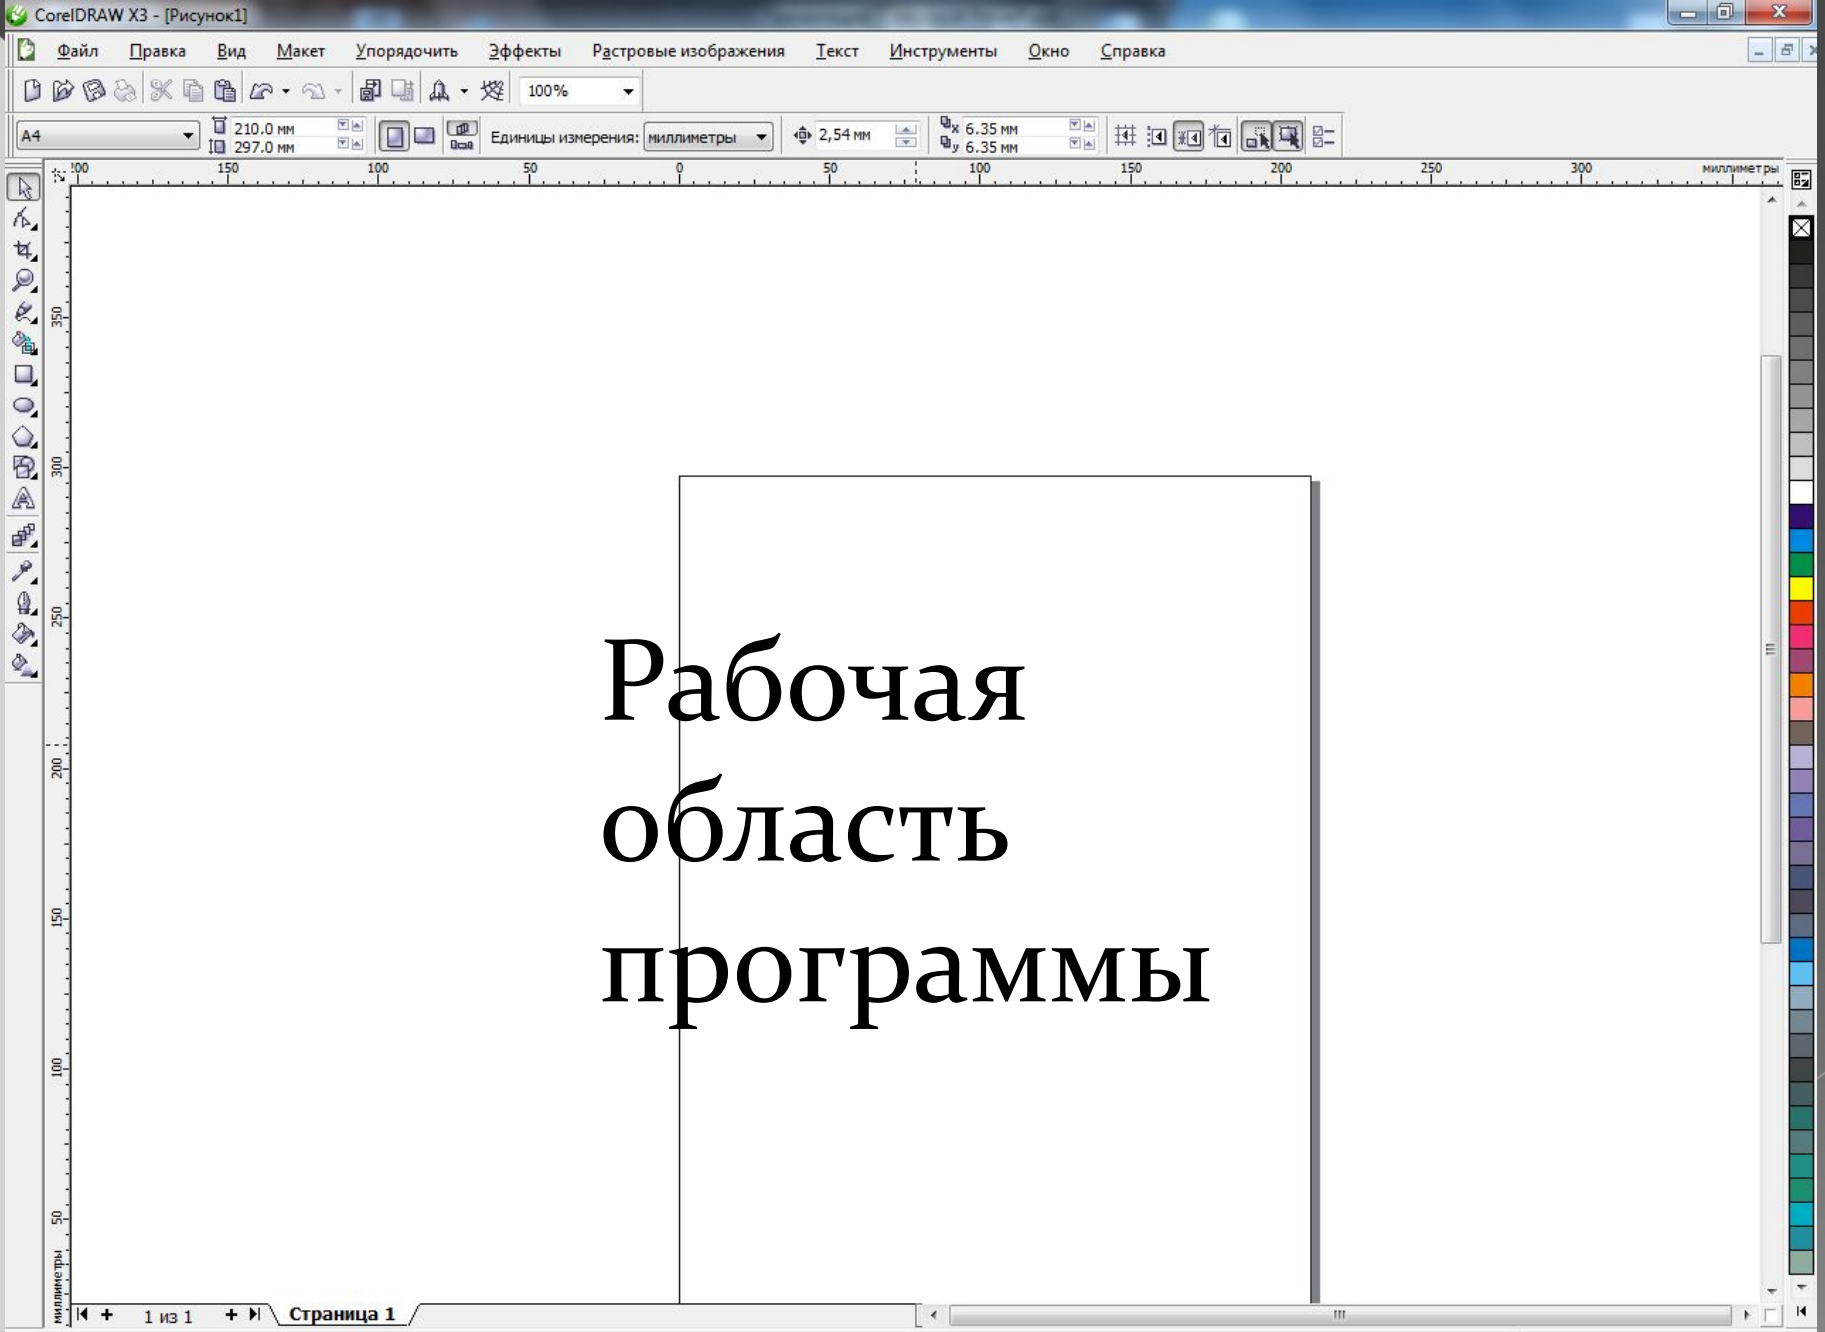 CorelDRAW X3 - [Рисунок1]
Файл Правка Вид Макет Упорядочить Эффекты Растровые изображения Текст Инструменты Окно Справка
100%
A4 210.0 мм Единицы измерения: миллиметры 2,54 мм x 6.35 мм
297.0 мм y 6.35 мм
200 150 100 50 0 50 100 150 200 250 300 миллиметры
350
300
250
Рабочая
200
область
150
программы
100
50
миллиметры
1 из 1 Страница 1